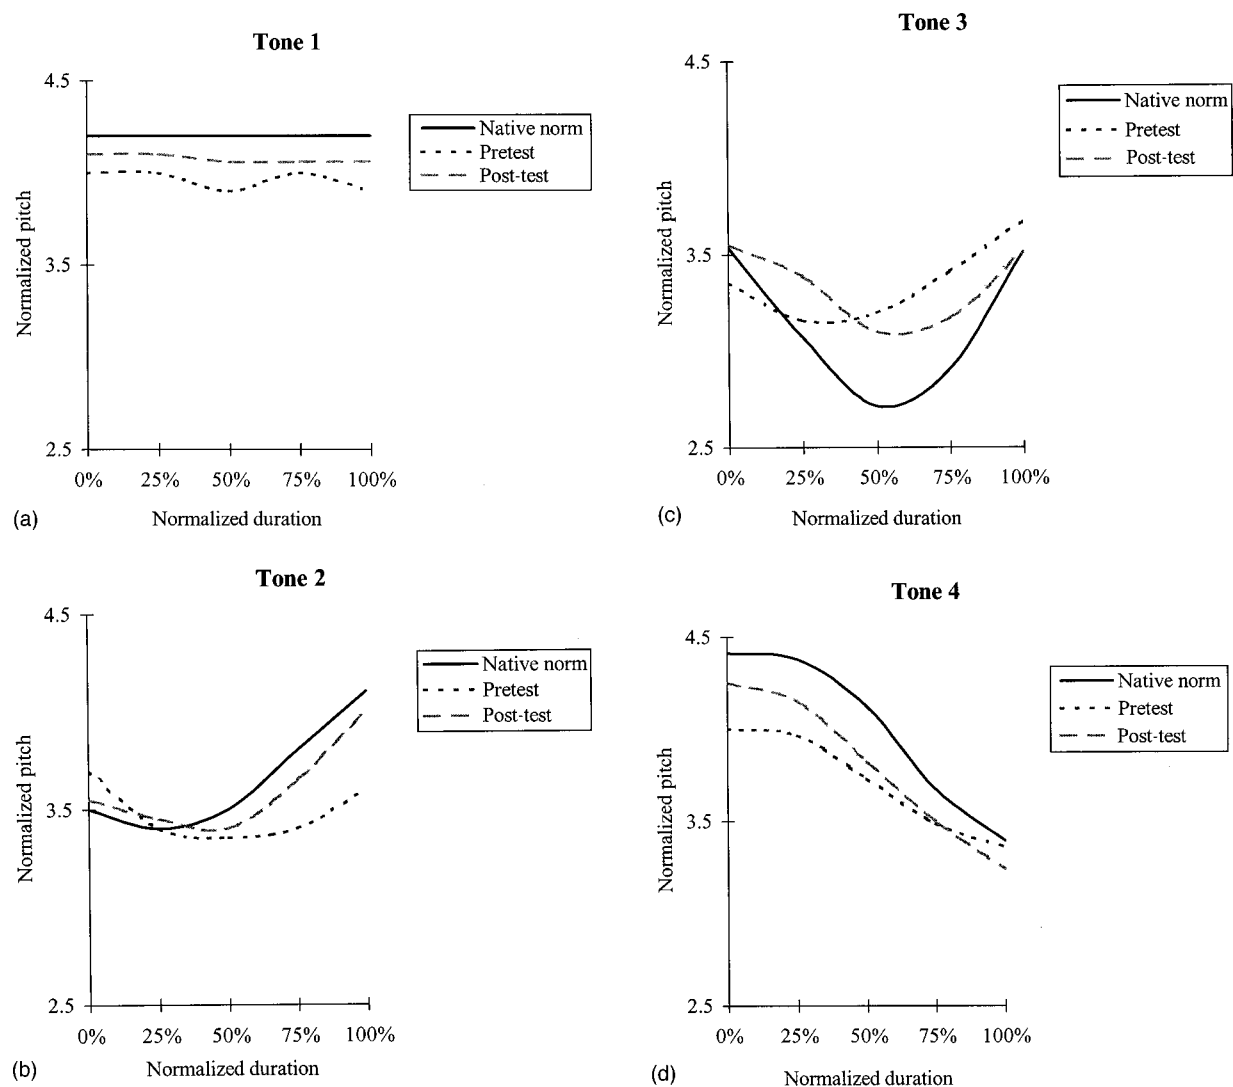 Tone 1
4.5
3.5
2.5
Normalized pitch
0% 25% 50% 75% 100%
Normalized duration
(a)
Native norm
Pretest
Post-test
Tone 2
4.5
3.5
2.5
Normalized pitch
0% 25% 50% 75% 100%
Normalized duration
(b)
Native norm
Pretest
Post-test
Tone 3
4.5
3.5
2.5
Normalized pitch
0% 25% 50% 75% 100%
Normalized duration
(c)
Native norm
Pretest
Post-test
Tone 4
4.5
3.5
2.5
Normalized pitch
0% 25% 50% 75% 100%
Normalized duration
(d)
Native norm
Pretest
Post-test